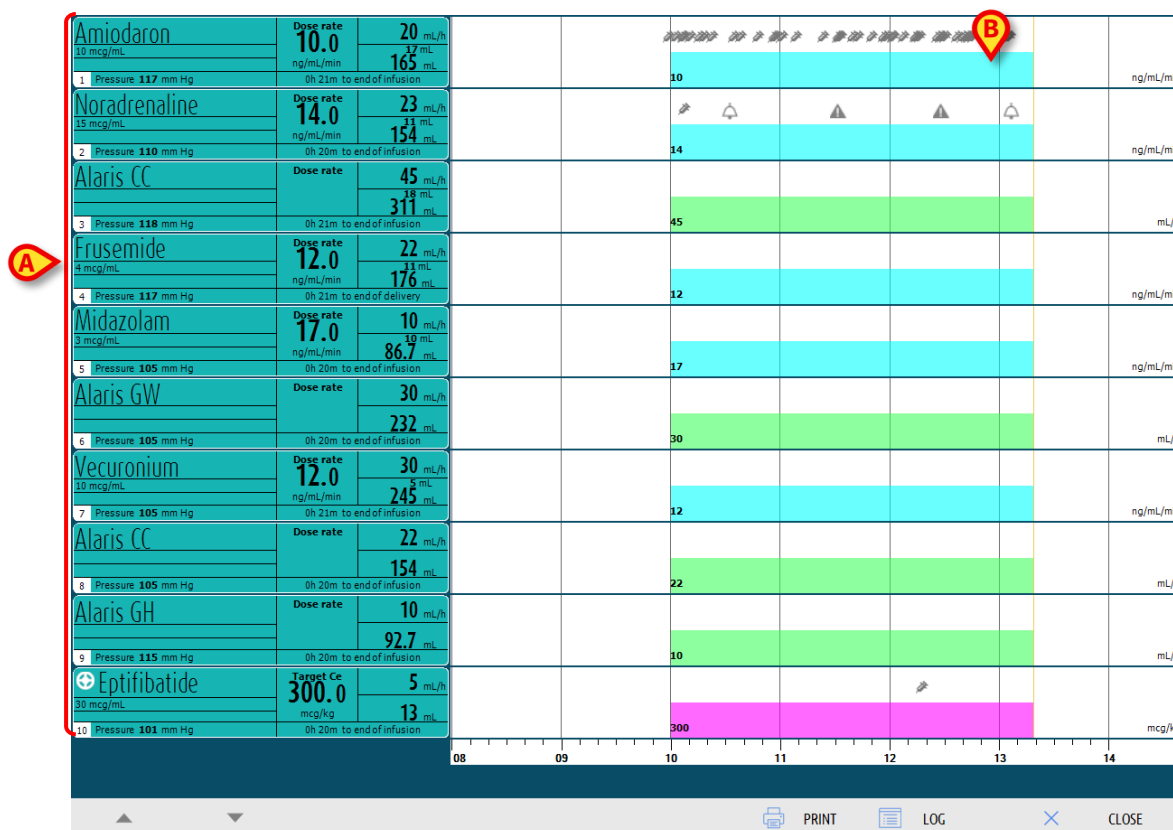 Amiodaron Dose rate 20 mL/h B
10 mcg/mL 10.0 17 mL
ng/mL/min 165 mL
1 Pressure 117 mm Hg 0h 21m to end of infusion 10 ng/mL/m
Noradrenaline Dose rate 23 mL/h
15 mcg/mL 14.0 11 mL
ng/mL/min 154 mL
2 Pressure 110 mm Hg 0h 20m to end of infusion 14 ng/mL/m
Alaris CC Dose rate 45 mL/h
18 mL
311 mL
3 Pressure 118 mm Hg 0h 21m to end of infusion 45 mL/
A
Frusemide Dose rate 22 mL/h
4 mcg/mL 12.0 11 mL
ng/mL/min 176 mL
4 Pressure 117 mm Hg 0h 21m to end of delivery 12 ng/mL/m
Midazolam Dose rate 10 mL/h
3 mcg/mL 17.0 10 mL
ng/mL/min 86.7 mL
5 Pressure 105 mm Hg 0h 20m to end of infusion 17 ng/mL/m
Alaris GW Dose rate 30 mL/h
232 mL
6 Pressure 105 mm Hg 0h 20m to end of infusion 30 mL/
Vecuronium Dose rate 30 mL/h
10 mcg/mL 12.0 5 mL
ng/mL/min 245 mL
7 Pressure 105 mm Hg 0h 21m to end of infusion 12 ng/mL/m
Alaris CC Dose rate 22 mL/h
154 mL
8 Pressure 105 mm Hg 0h 20m to end of infusion 22 mL/
Alaris GH Dose rate 10 mL/h
92.7 mL
9 Pressure 115 mm Hg 0h 20m to end of infusion 10 mL/
Eptifibatide Target Ce 5 mL/h
30 mcg/mL 300.0
mcg/kg 13 mL
10 Pressure 101 mm Hg 0h 20m to end of infusion 300 mcg/k
08 09 10 11 12 13 14
PRINT LOG CLOSE